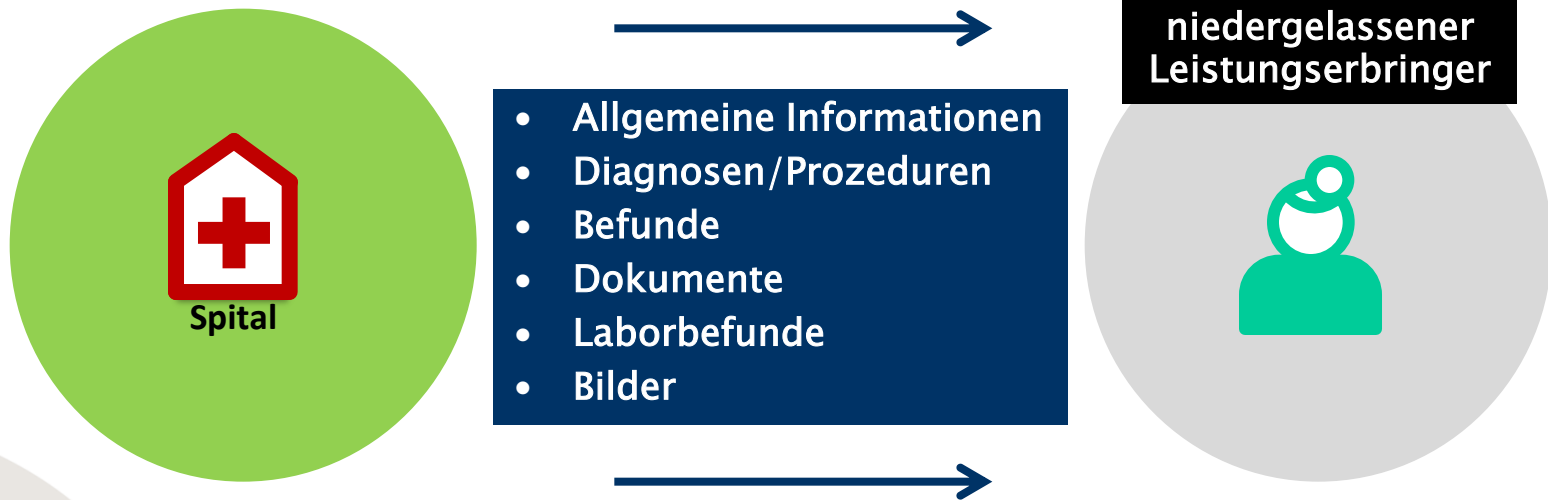 Spital
• Allgemeine Informationen
• Diagnosen/Prozeduren
• Befunde
• Dokumente
• Laborbefunde
• Bilder
niedergelassener
Leistungserbringer